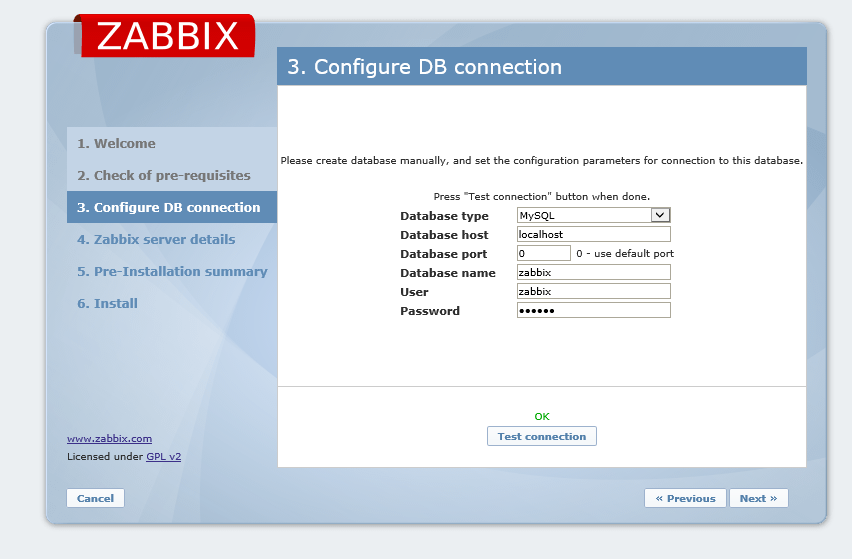 ZABBIX
3. Configure DB connection
1. Welcome
2. Check of pre-requisites
3. Configure DB connection
4. Zabbix server details
5. Pre-Installation summary
6. Install
Please create database manually, and set the configuration parameters for connection to this database.
Press "Test connection" button when done.
Database type MySQL
Database host localhost
Database port 0 0 - use default port
Database name zabbix
User zabbix
Password ●●●●●●
OK
Test connection
www.zabbix.com
Licensed under GPL v2
Cancel
« Previous Next »